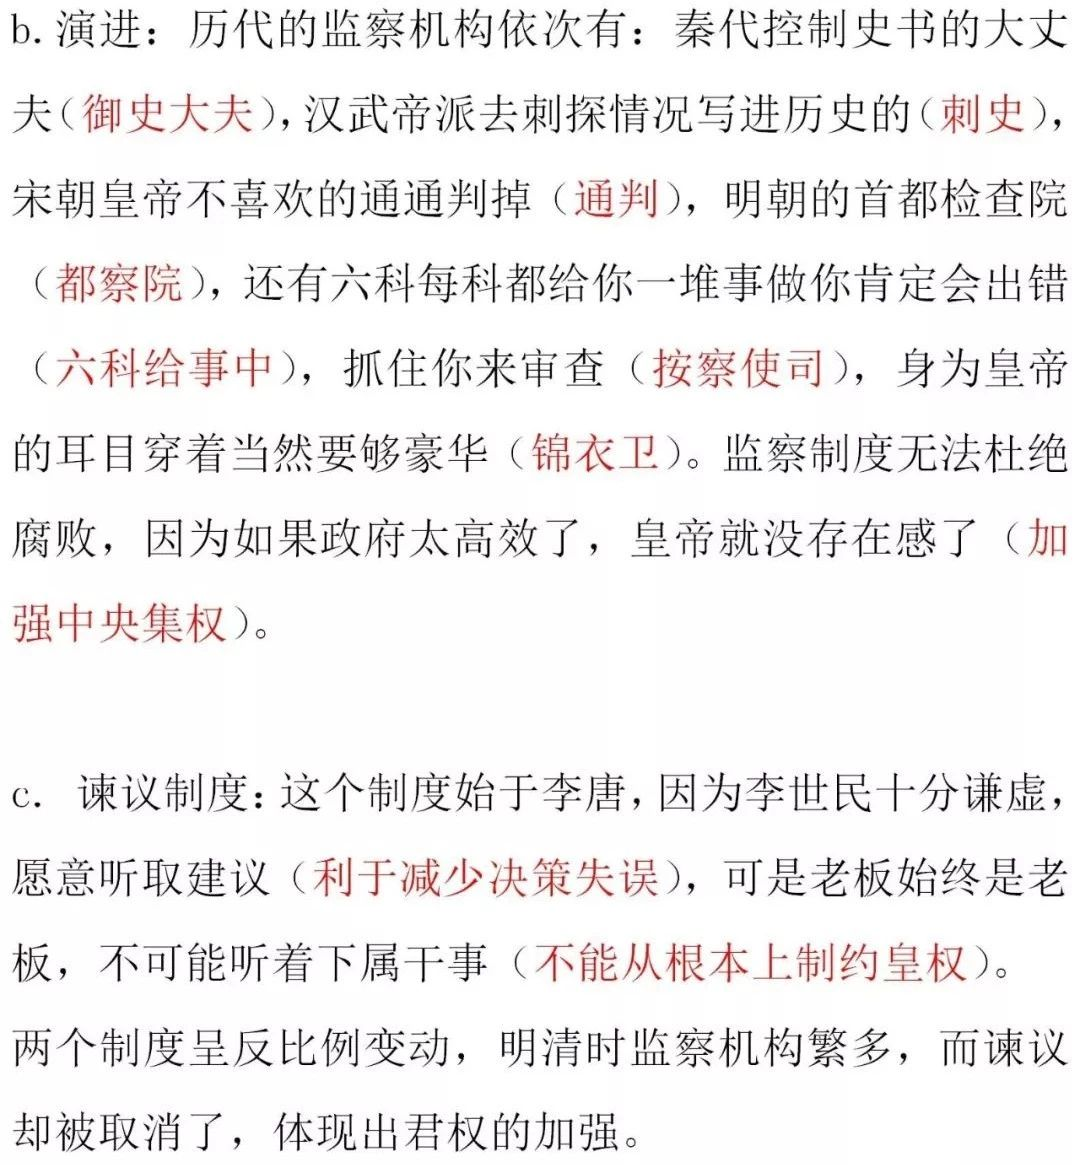 b. 演进：历代的监察机构依次有：秦代控制史书的大丈
夫（御史大夫），汉武帝派去刺探情况写进历史的（刺史），
宋朝皇帝不喜欢的通通判掉（通判），明朝的首都检查院
（都察院），还有六科每科都给你一堆事做你肯定会出错
（六科给事中），抓住你来审查（按察使司），身为皇帝
的耳目穿着当然要够豪华（锦衣卫）。监察制度无法杜绝
腐败，因为如果政府太高效了，皇帝就没存在感了（加
强中央集权）。
c. 谏议制度：这个制度始于李唐，因为李世民十分谦虚，
愿意听取建议（利于减少决策失误），可是老板始终是老
板，不可能听着下属干事（不能从根本上制约皇权）。
两个制度呈反比例变动，明清时监察机构繁多，而谏议
却被取消了，体现出君权的加强。